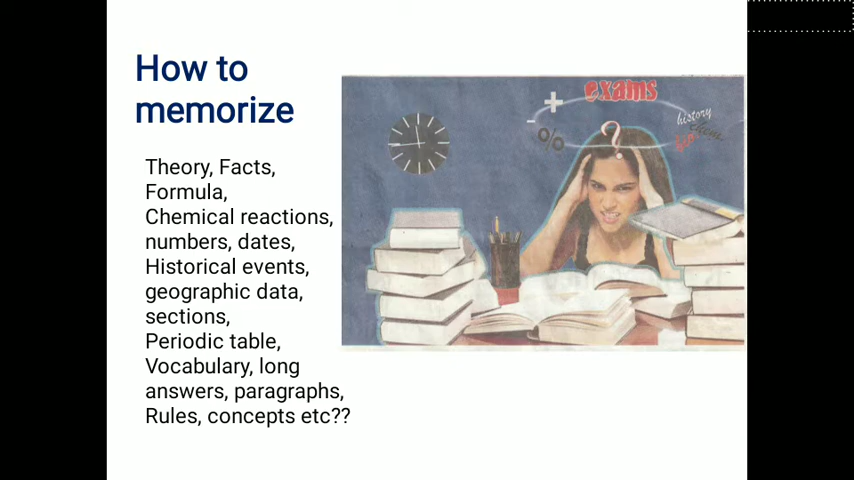 How to
memorize
Theory, Facts,
Formula,
Chemical reactions,
numbers, dates,
Historical events,
geographic data,
sections,
Periodic table,
Vocabulary, long
answers, paragraphs,
Rules, concepts etc??
exams
+
-
%
?
history
chem.